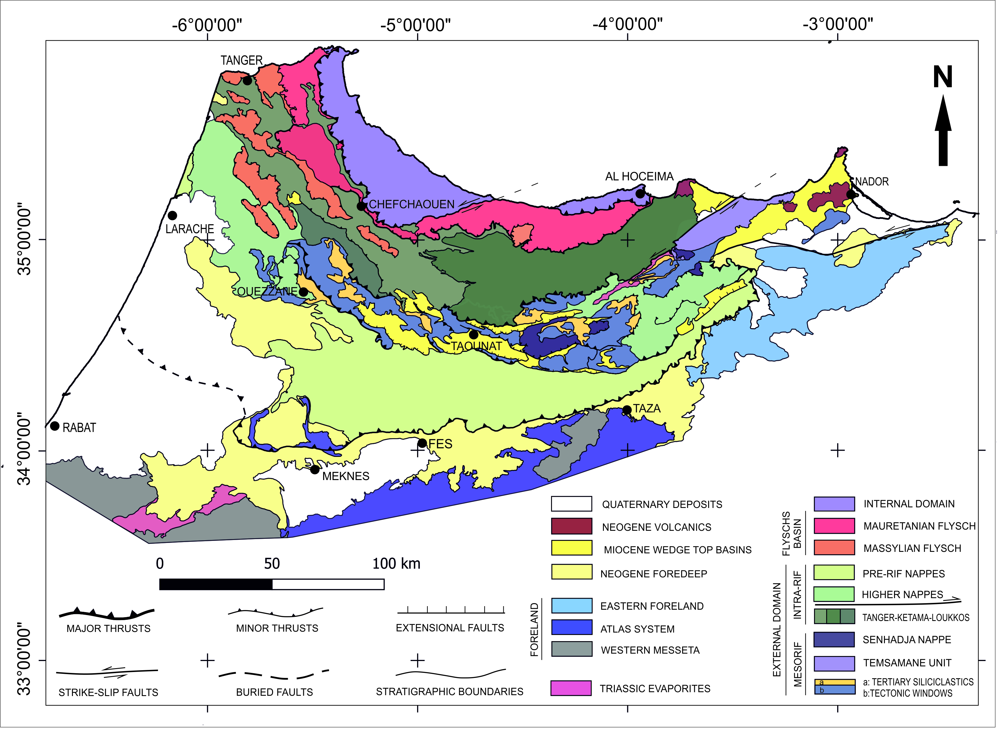 -6°00'00"
-5°00'00"
-4°00'00"
-3°00'00"
TANGER
N
AL HOCEIMA
NADOR
CHEFCHAOUEN
35°00'00"
LARACHE
OUEZZANE
TAOUNAT
TAZA
34°00'00"
RABAT
FES
MEKNES
33°00'00"
0 50 100 km
MAJOR THRUSTS
MINOR THRUSTS
EXTENSIONAL FAULTS
STRIKE-SLIP FAULTS
BURIED FAULTS
STRATIGRAPHIC BOUNDARIES
QUATERNARY DEPOSITS
NEOGENE VOLCANICS
MIOCENE WEDGE TOP BASINS
NEOGENE FOREDEEP
FORELAND
EASTERN FORELAND
ATLAS SYSTEM
WESTERN MESSETA
TRIASSIC EVAPORITES
INTERNAL DOMAIN
FLYSCHS
BASIN
MAURETANIAN FLYSCH
MASSYLIAN FLYSCH
EXTERNAL DOMAIN
INTRA-RIF
PRE-RIF NAPPES
HIGHER NAPPES
TANGER-KETAMA-LOUKKOS
MESORIF
SENHADJA NAPPE
TEMSAMANE UNIT
a
b
a: TERTIARY SILICICLASTICS
b:TECTONIC WINDOWS